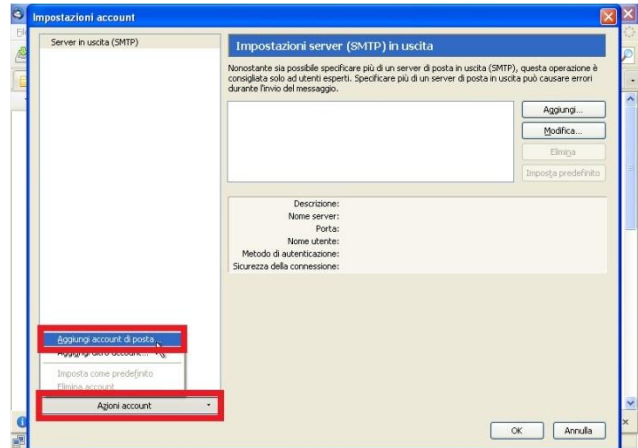 Impostazioni account
Server in uscita (SMTP)
Impostazioni server (SMTP) in uscita
Nonostante sia possibile specificare più di un server di posta in uscita (SMTP), questa operazione è
consigliata solo ad utenti esperti. Specificare più di un server di posta in uscita può causare errori
durante l'invio del messaggio.
Aggiungi...
Modifica...
Elimina
Imposta predefinito
Descrizione:
Nome server:
Porta:
Nome utente:
Metodo di autenticazione:
Sicurezza della connessione:
Aggiungi account di posta...
Aggiungi altro account...
Imposta come predefinito
Elimina account
Azioni account
OK
Annulla